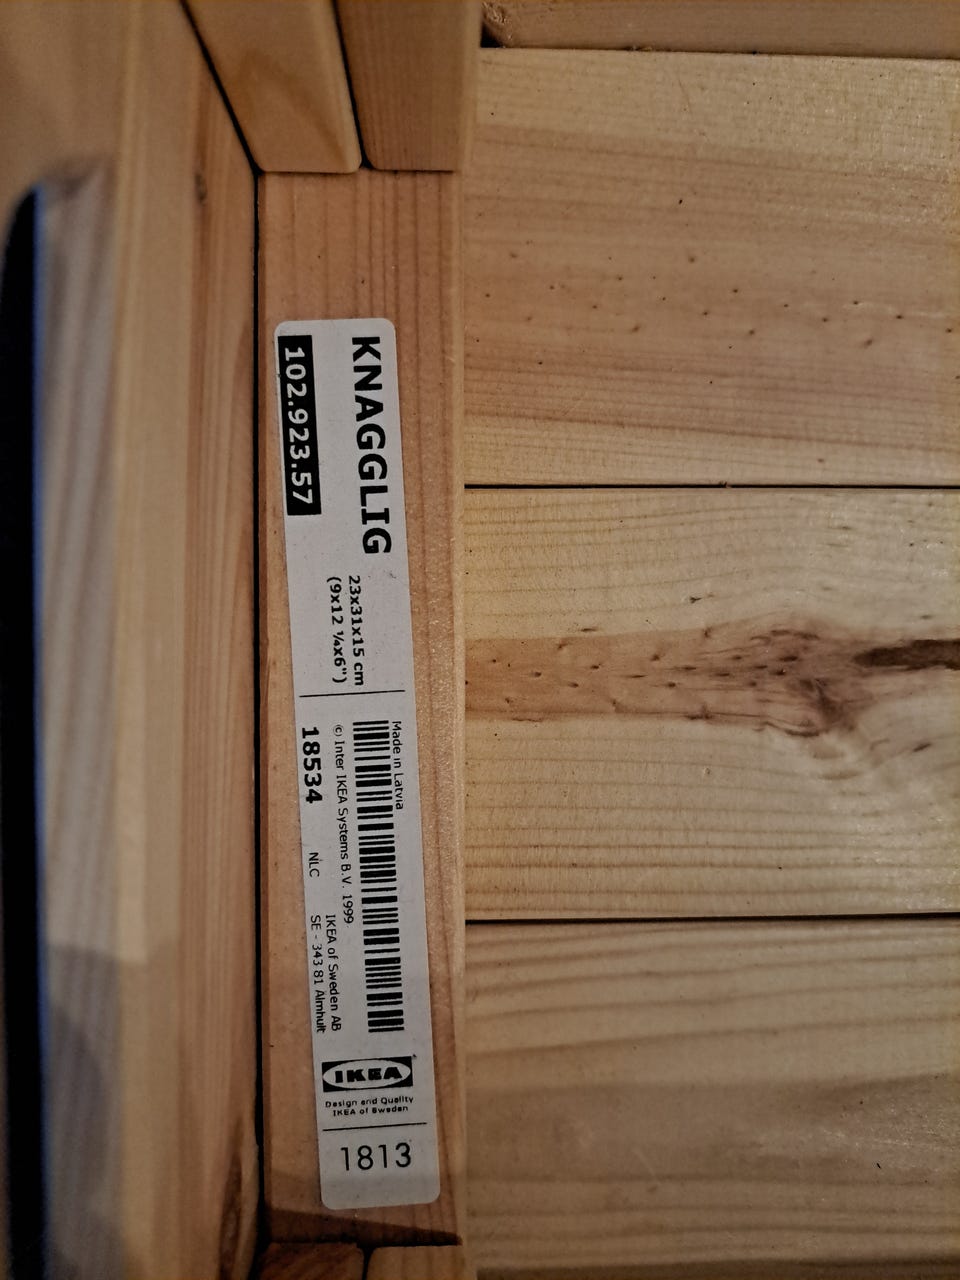 KNAGGLIG
102.923.57
23x31x15 cm
(9x12 ¼x6")
Made in Latvia
© Inter IKEA Systems B.V. 1999
18534 NLC
IKEA of Sweden AB
SE - 343 81 Älmhult
IKEA
Design and Quality
IKEA of Sweden
1813